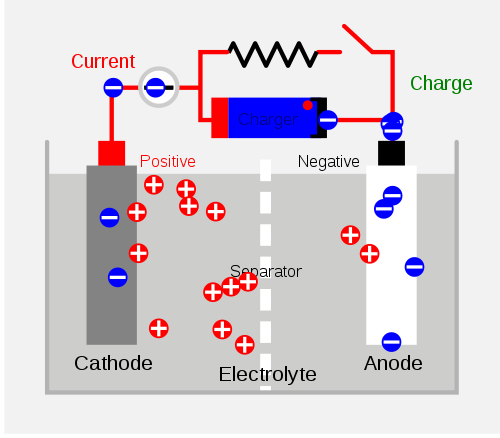 Current
Charge
Charger
Positive
Negative
Separator
Cathode
Anode
Electrolyte